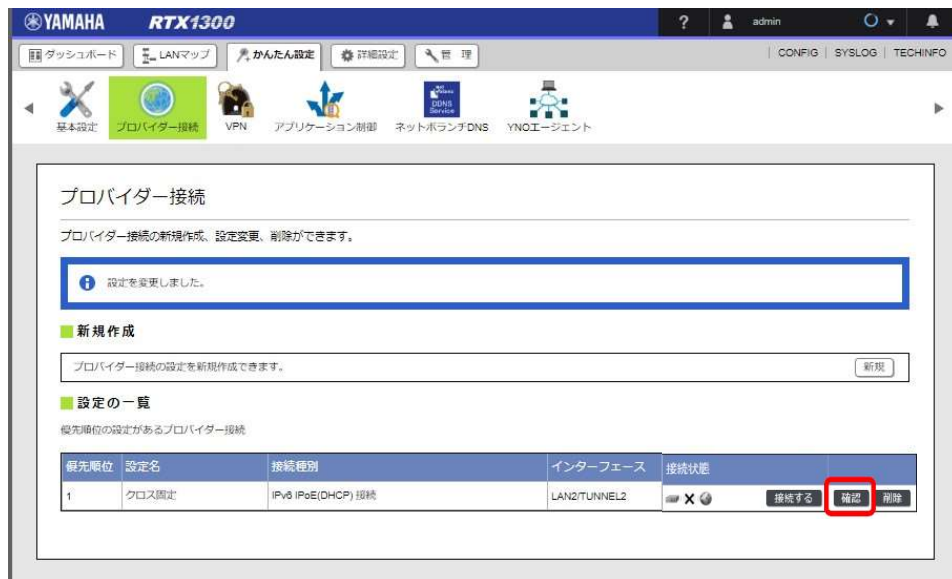 YAMAHA RTX1300 ? admin
ダッシュボード LANマップ かんたん設定 詳細設定 管理 CONFIG SYSLOG TECHINFO
基本設定 プロバイダー接続 VPN アプリケーション制御 ネットボランチDNS YNOエージェント
DDNS
Service
プロバイダー接続
プロバイダー接続の新規作成、設定変更、削除ができます。
設定を変更しました。
新規作成
プロバイダー接続の設定を新規作成できます。 新規
設定の一覧
優先順位の設定があるプロバイダー接続
優先順位 設定名 接続種別 インターフェース 接続状態
1 クロス固定 IPv6 IPoE(DHCP) 接続 LAN2/TUNNEL2 接続する 確認 削除